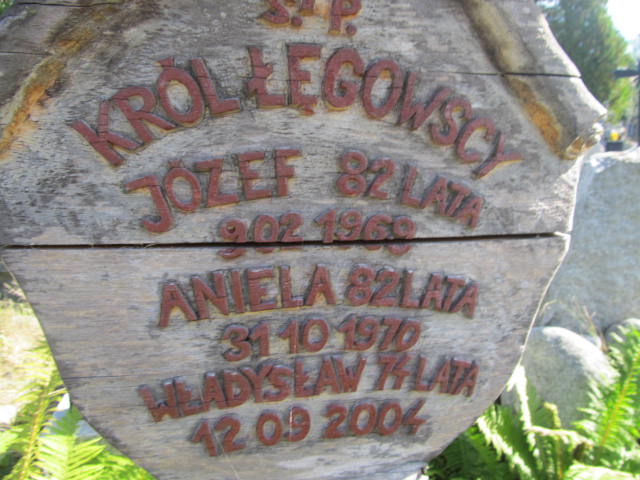 Ś.†P.
KRÓL ŁĘGOWSCY
JÓZEF 82 LATA
9.02 1969
ANIELA 82 LATA
31 10 1970
WŁADYSŁAW 74 LATA
12 09 2004